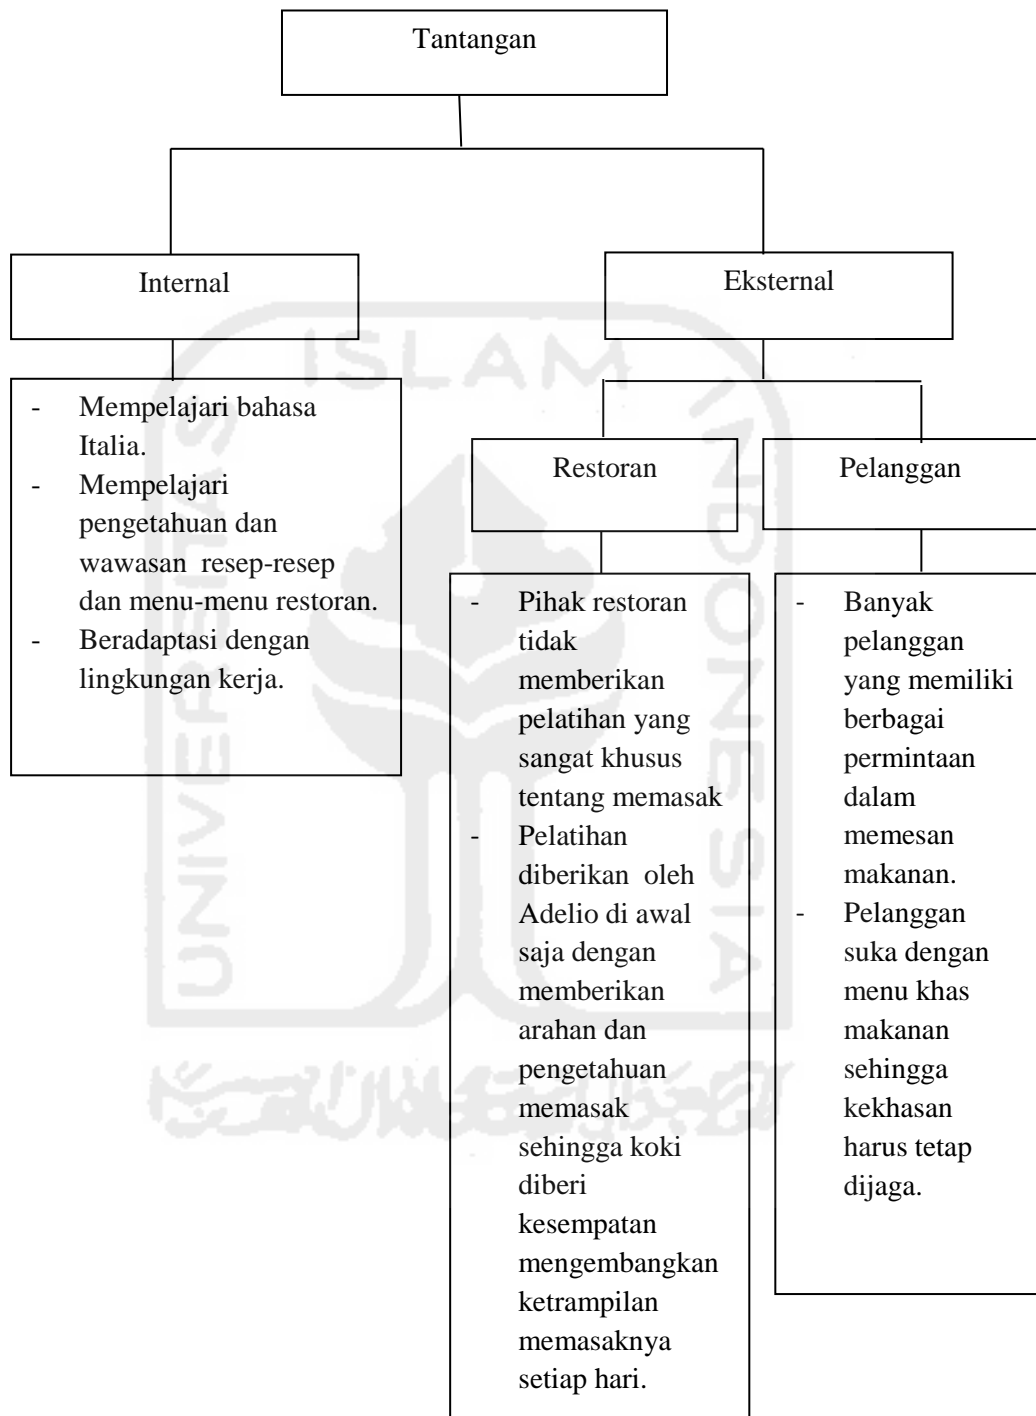 Tantangan
Internal
Eksternal
- Mempelajari bahasa
Italia.
- Mempelajari
pengetahuan dan
wawasan resep-resep
dan menu-menu restoran.
- Beradaptasi dengan
lingkungan kerja.
Restoran
Pelanggan
- Pihak restoran
tidak
memberikan
pelatihan yang
sangat khusus
tentang memasak
- Pelatihan
diberikan oleh
Adelio di awal
saja dengan
memberikan
arahan dan
pengetahuan
memasak
sehingga koki
diberi
kesempatan
mengembangkan
ketrampilan
memasaknya
setiap hari.
- Banyak
pelanggan
yang memiliki
berbagai
permintaan
dalam
memesan
makanan.
- Pelanggan
suka dengan
menu khas
makanan
sehingga
kekhasan
harus tetap
dijaga.
UNIVERSITAS
ISLAM
INDONESIA